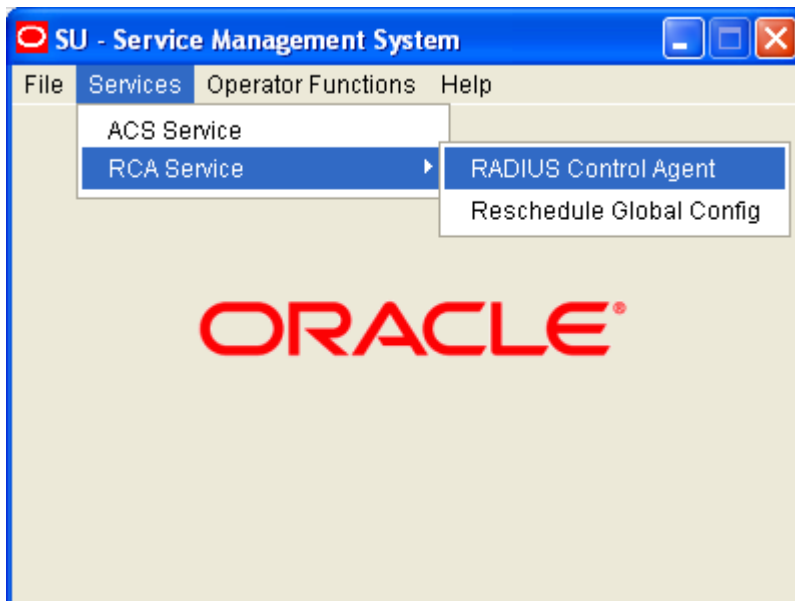 SU - Service Management System
File Services Operator Functions Help
ACS Service
RCA Service
RADIUS Control Agent
Reschedule Global Config
ORACLE®